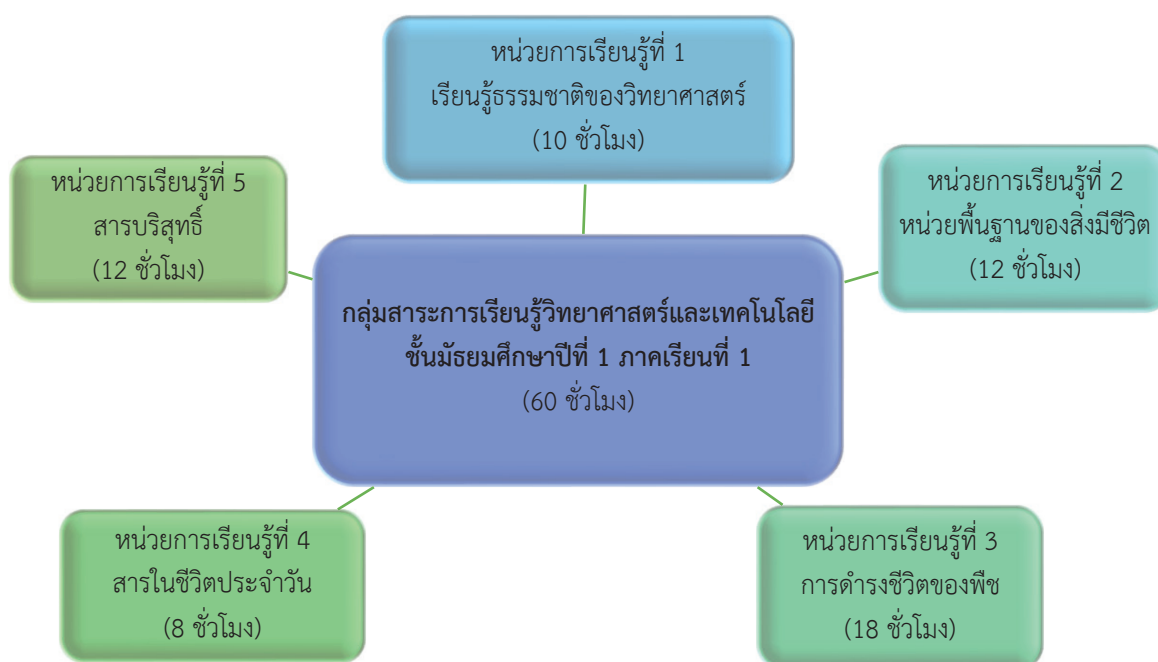 หน่วยการเรียนรู้ที่ 1
เรียนรู้ธรรมชาติของวิทยาศาสตร์
(10 ชั่วโมง)
หน่วยการเรียนรู้ที่ 5
สารบริสุทธิ์
(12 ชั่วโมง)
หน่วยการเรียนรู้ที่ 2
หน่วยพื้นฐานของสิ่งมีชีวิต
(12 ชั่วโมง)
กลุ่มสาระการเรียนรู้วิทยาศาสตร์และเทคโนโลยี
ชั้นมัธยมศึกษาปีที่ 1 ภาคเรียนที่ 1
(60 ชั่วโมง)
หน่วยการเรียนรู้ที่ 4
สารในชีวิตประจำวัน
(8 ชั่วโมง)
หน่วยการเรียนรู้ที่ 3
การดำรงชีวิตของพืช
(18 ชั่วโมง)